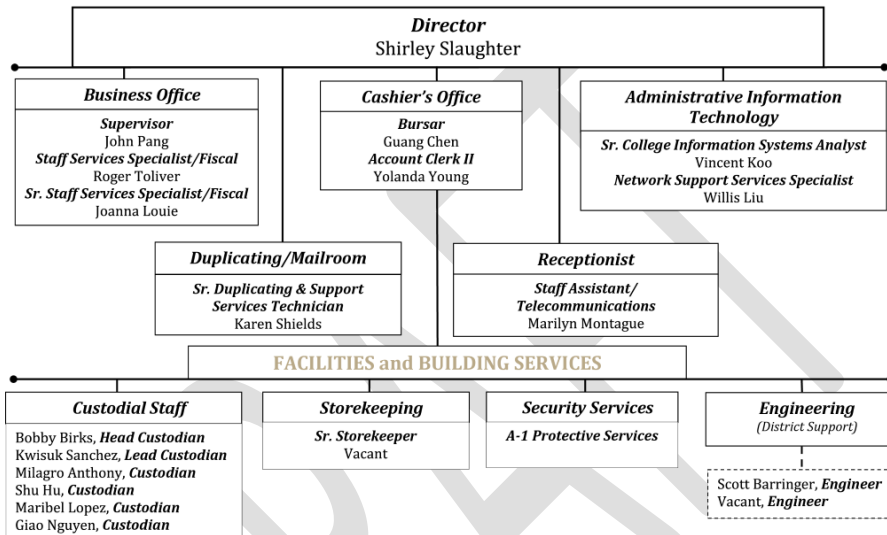 Director
Shirley Slaughter
Business Office
Supervisor
John Pang
Staff Services Specialist/Fiscal
Roger Toliver
Sr. Staff Services Specialist/Fiscal
Joanna Louie
Cashier's Office
Bursar
Guang Chen
Account Clerk II
Yolanda Young
Administrative Information
Technology
Sr. College Information Systems Analyst
Vincent Koo
Network Support Services Specialist
Willis Liu
Duplicating/Mailroom
Sr. Duplicating & Support
Services Technician
Karen Shields
Receptionist
Staff Assistant/
Telecommunications
Marilyn Montague
FACILITIES and BUILDING SERVICES
Custodial Staff
Bobby Birks, Head Custodian
Kwisuk Sanchez, Lead Custodian
Milagro Anthony, Custodian
Shu Hu, Custodian
Maribel Lopez, Custodian
Giao Nguyen, Custodian
Storekeeping
Sr. Storekeeper
Vacant
Security Services
A-1 Protective Services
Engineering
(District Support)
Scott Barringer, Engineer
Vacant, Engineer
DRAFT